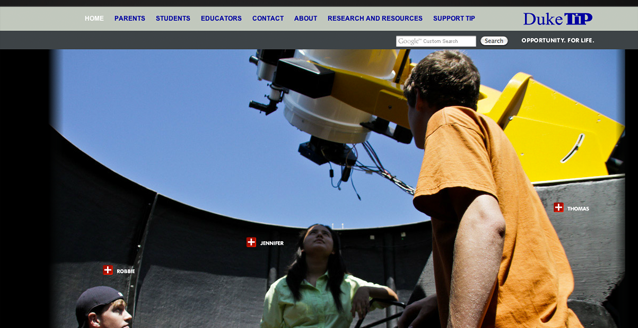 HOME PARENTS STUDENTS EDUCATORS CONTACT ABOUT RESEARCH AND RESOURCES SUPPORT TIP
Duke TiP
Google™ Custom Search Search OPPORTUNITY. FOR LIFE.
THOMAS
JENNIFER
ROBBIE